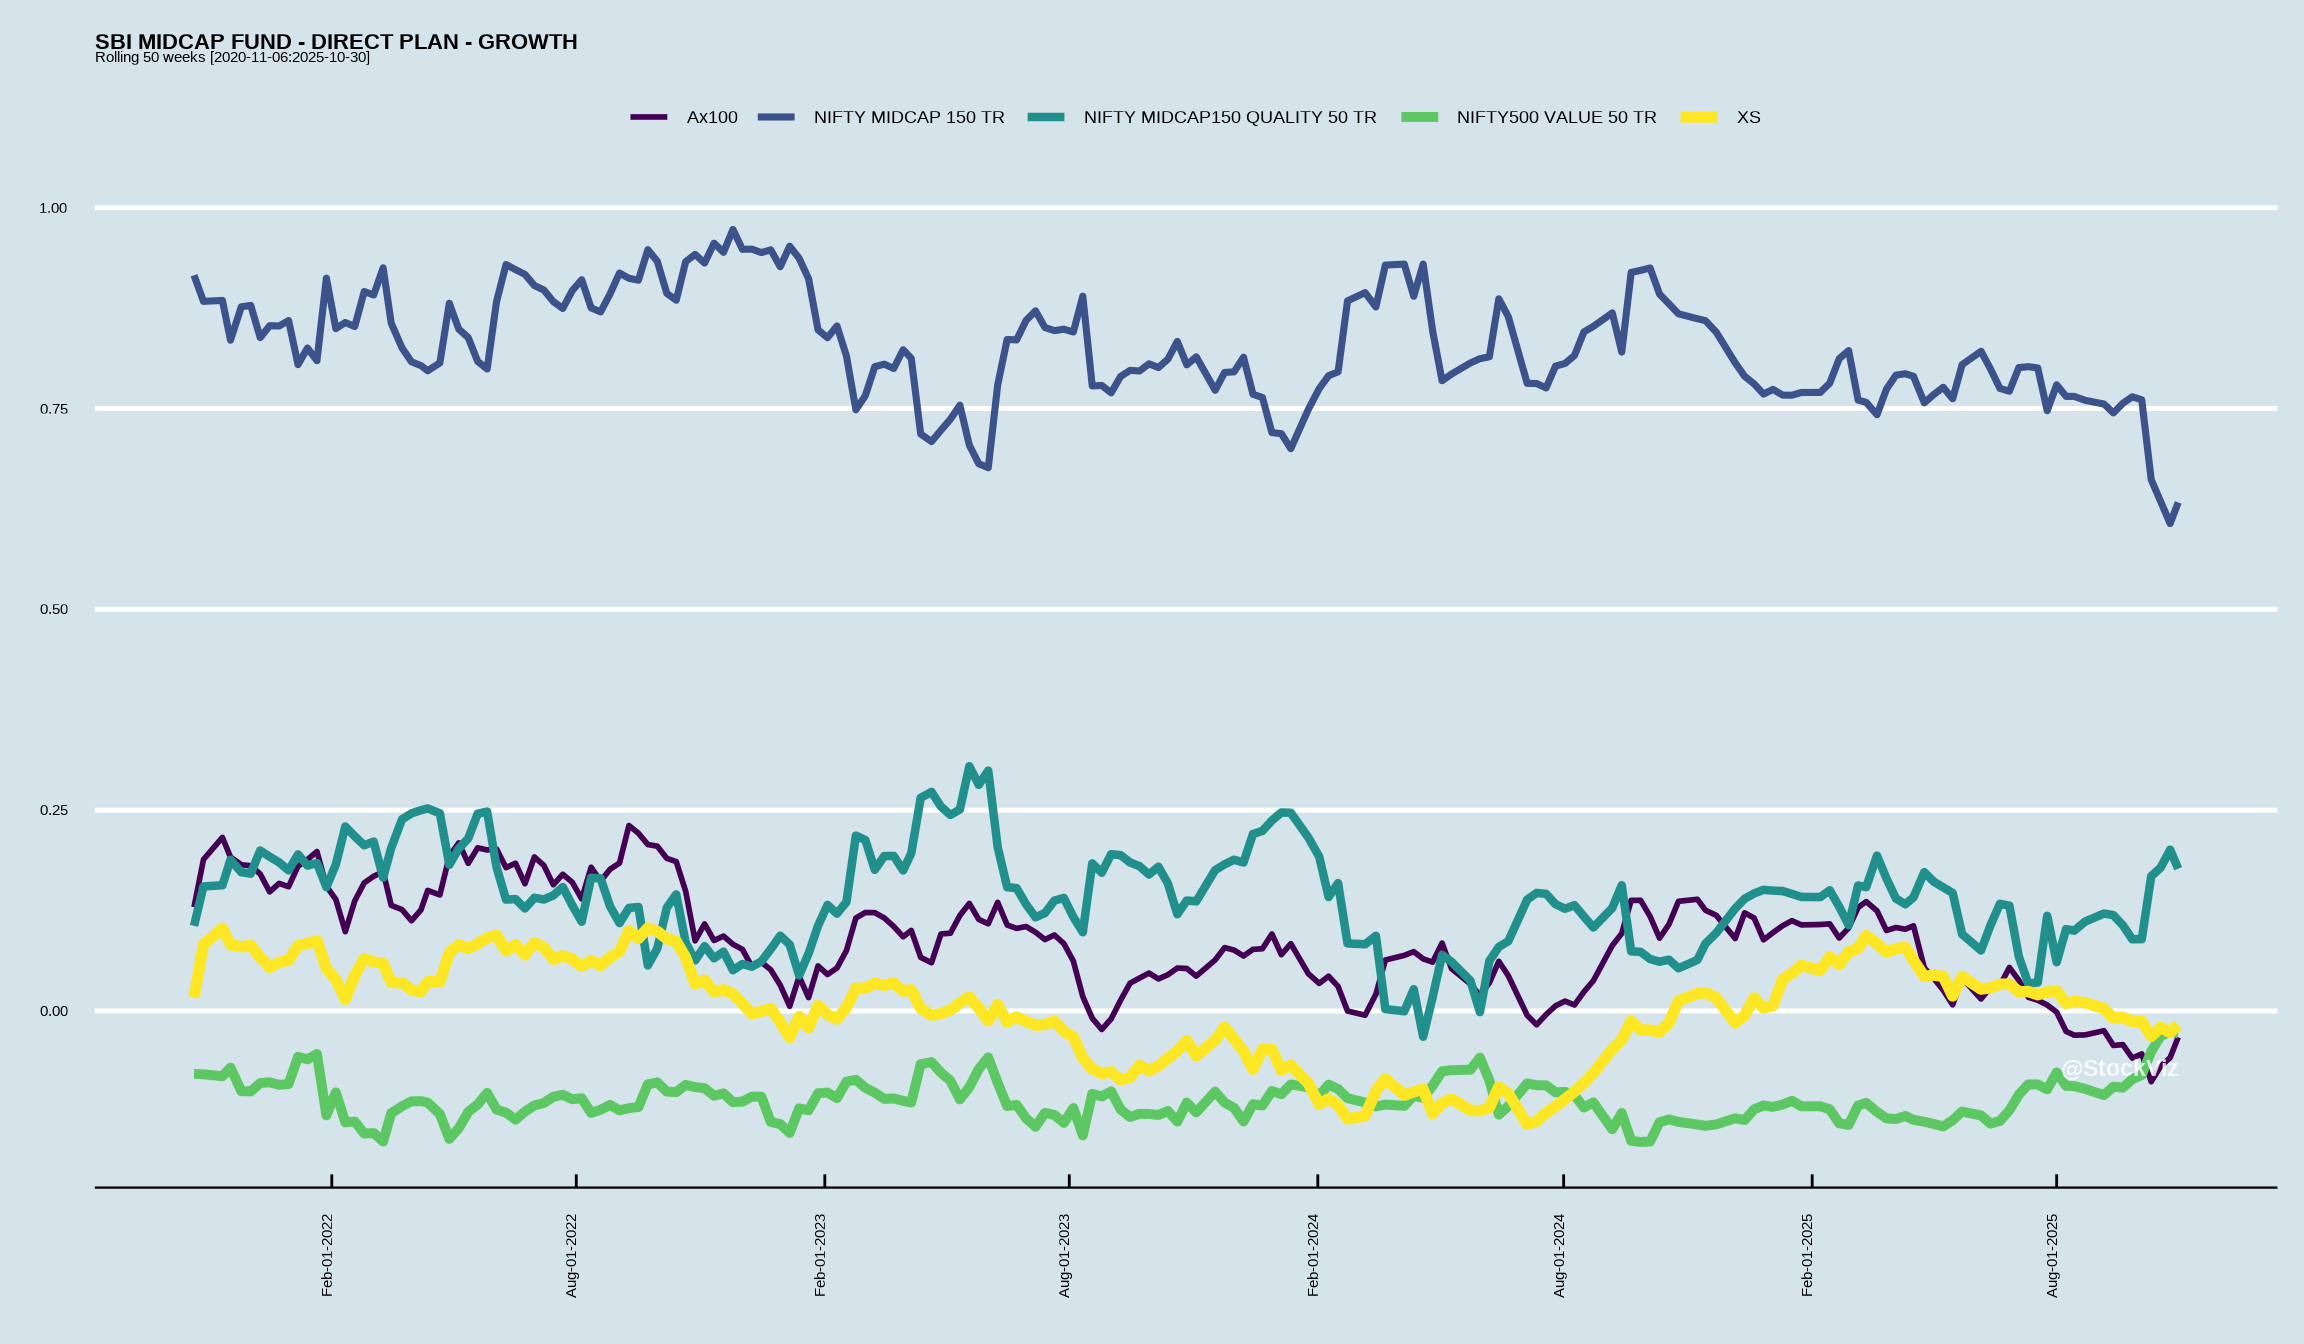 SBI MIDCAP FUND - DIRECT PLAN - GROWTH
Rolling 50 weeks [2020-11-06:2025-10-30]
Ax100 NIFTY MIDCAP 150 TR NIFTY MIDCAP150 QUALITY 50 TR NIFTY500 VALUE 50 TR XS
1.00
0.75
0.50
0.25
0.00
@StockViz
Feb-01-2022 Aug-01-2022 Feb-01-2023 Aug-01-2023 Feb-01-2024 Aug-01-2024 Feb-01-2025 Aug-01-2025